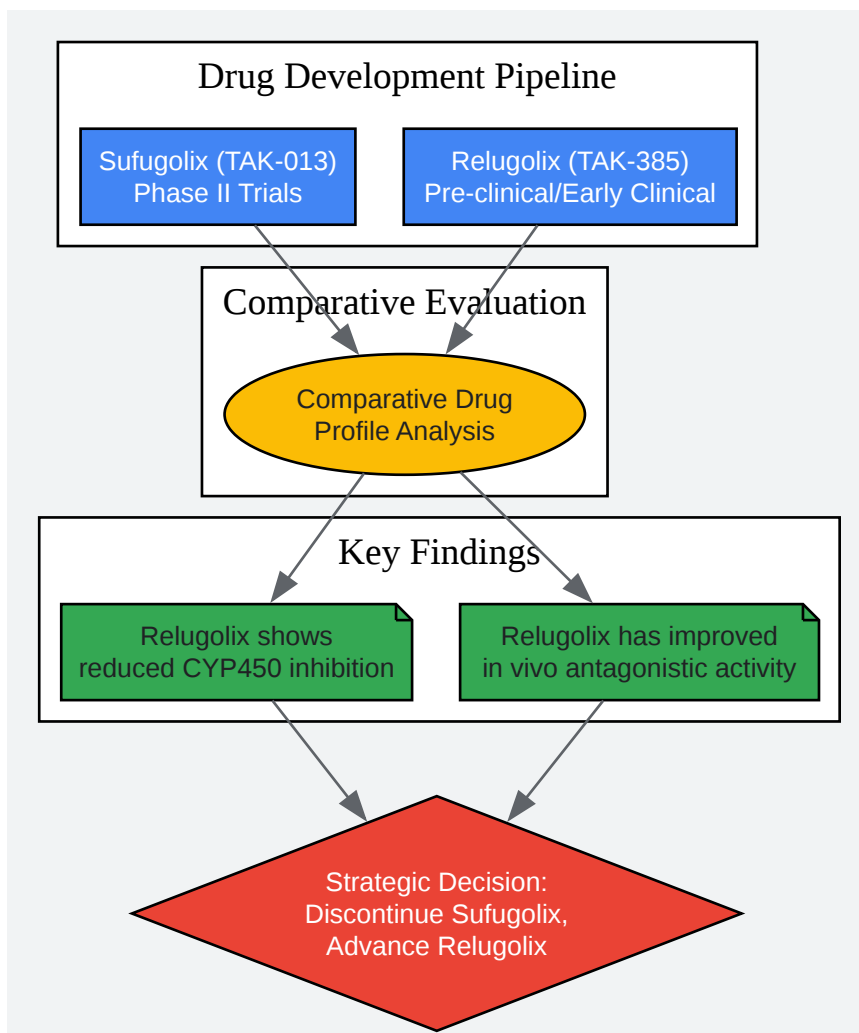 Drug Development Pipeline
Sufugolix (TAK-013)
Phase II Trials
Relugolix (TAK-385)
Pre-clinical/Early Clinical
Comparative Evaluation
Comparative Drug
Profile Analysis
Key Findings
Relugolix shows
reduced CYP450 inhibition
Relugolix has improved
in vivo antagonistic activity
Strategic Decision:
Discontinue Sufugolix,
Advance Relugolix